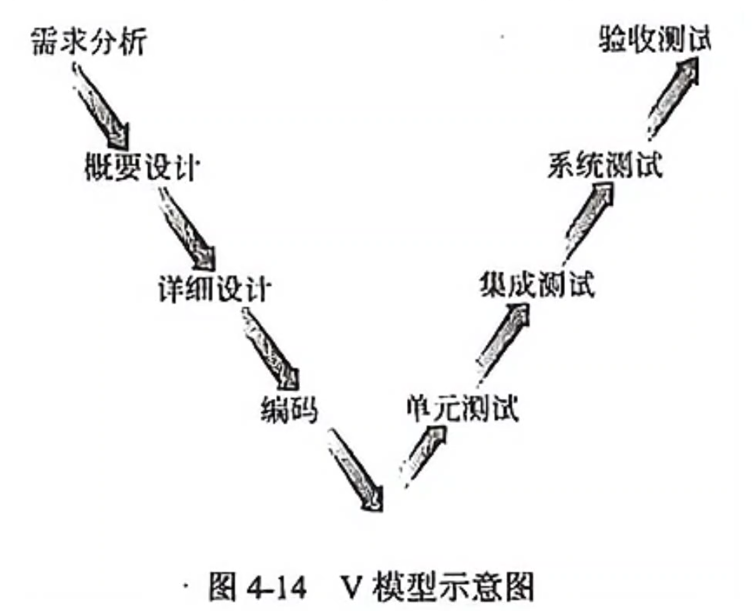 需求分析
验收测试
概要设计
系统测试
详细设计
集成测试
编码
单元测试
图 4-14 V 模型示意图